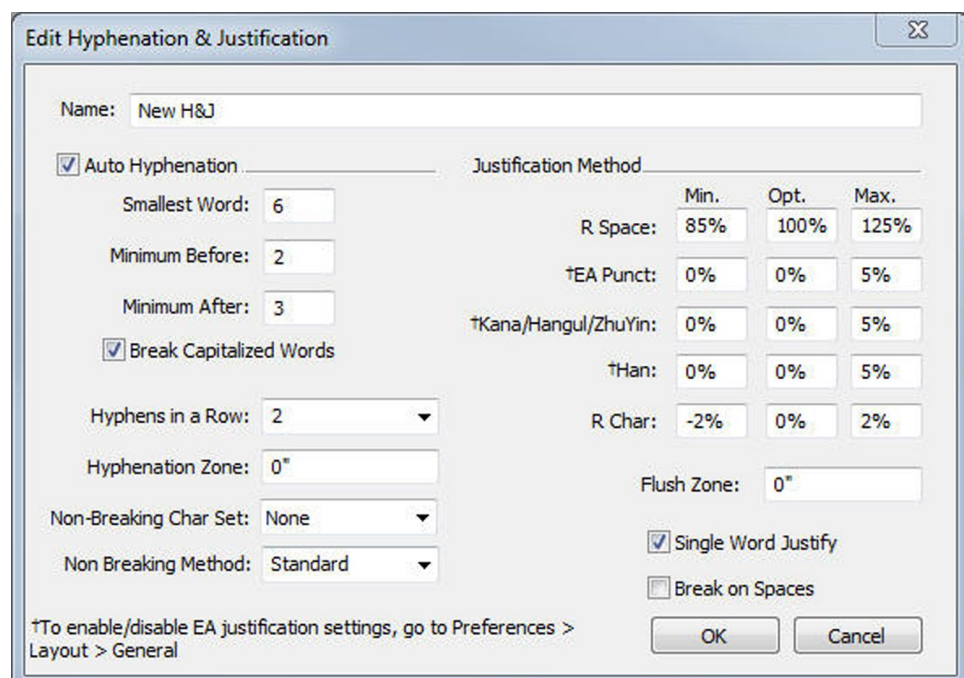 Edit Hyphenation & Justification
Name: New H&J
Auto Hyphenation
Smallest Word: 6
Minimum Before: 2
Minimum After: 3
Break Capitalized Words
Hyphens in a Row: 2
Hyphenation Zone: 0"
Non-Breaking Char Set: None
Non Breaking Method: Standard
†To enable/disable EA justification settings, go to Preferences >
Layout > General
Justification Method
Min. Opt. Max.
R Space: 85% 100% 125%
†EA Punct: 0% 0% 5%
†Kana/Hangul/ZhuYin: 0% 0% 5%
†Han: 0% 0% 5%
R Char: -2% 0% 2%
Flush Zone: 0"
Single Word Justify
Break on Spaces
OK Cancel